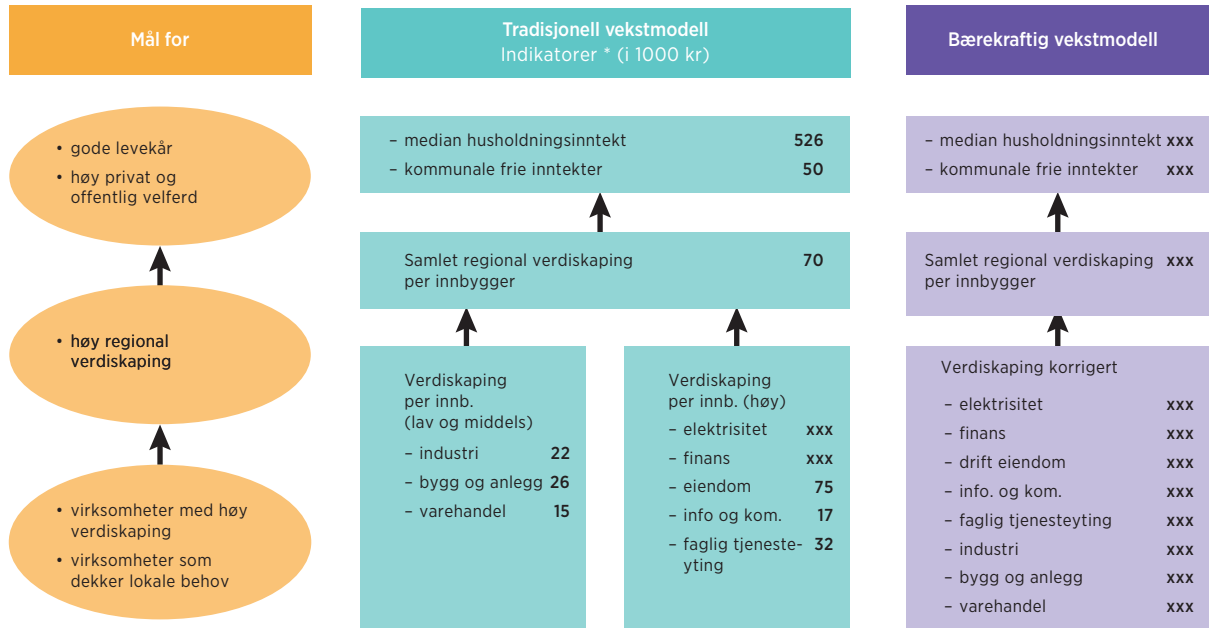 Mål for
• gode levekår
• høy privat og
offentlig velferd
• høy regional
verdiskaping
• virksomheter med høy
verdiskaping
• virksomheter som
dekker lokale behov
Tradisjonell vekstmodell
Indikatorer * (i 1000 kr)
– median husholdningsinntekt 526
– kommunale frie inntekter 50
Samlet regional verdiskaping 70
per innbygger
Verdiskaping
per innb.
(lav og middels)
– industri 22
– bygg og anlegg 26
– varehandel 15
Verdiskaping
per innb. (høy)
– elektrisitet xxx
– finans xxx
– eiendom 75
– info og kom. 17
– faglig tjeneste- 32
yting
Bærekraftig vekstmodell
– median husholdningsinntekt xxx
– kommunale frie inntekter xxx
Samlet regional verdiskaping xxx
per innbygger
Verdiskaping korrigert
– elektrisitet xxx
– finans xxx
– drift eiendom xxx
– info. og kom. xxx
– faglig tjenesteyting xxx
– industri xxx
– bygg og anlegg xxx
– varehandel xxx